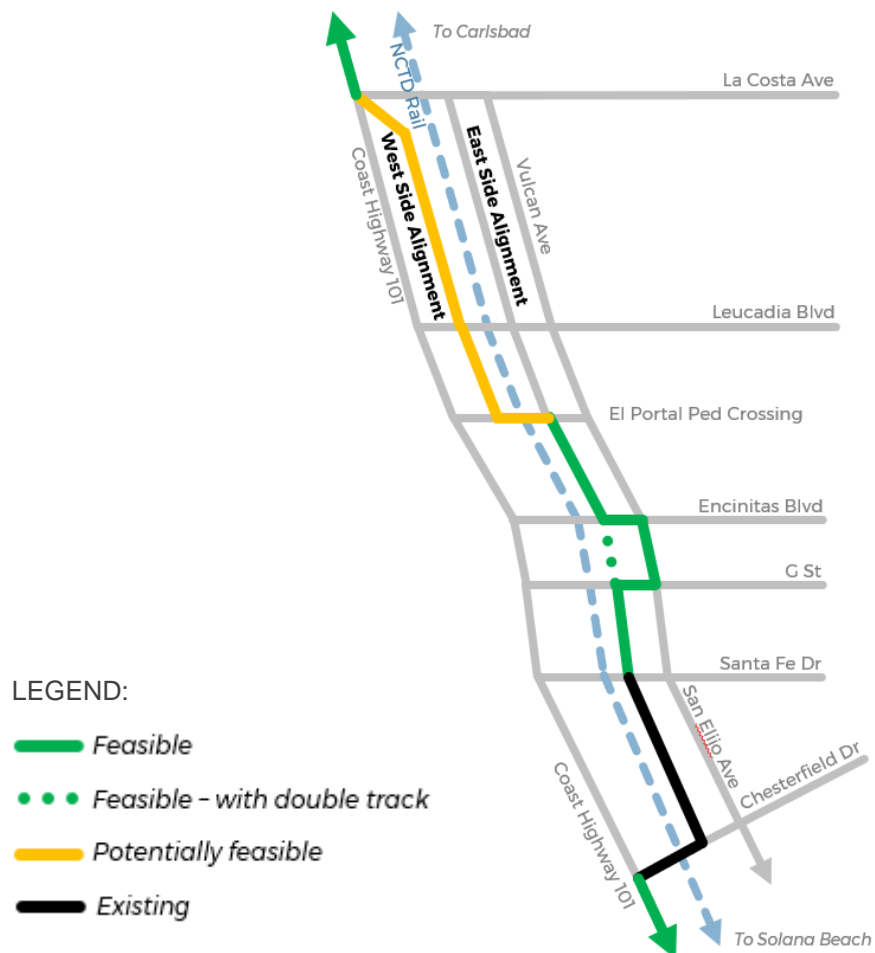 To Carlsbad
NCTD Rail
La Costa Ave
West Side Alignment
East Side Alignment
Coast Highway 101
Vulcan Ave
Leucadia Blvd
El Portal Ped Crossing
Encinitas Blvd
G St
Santa Fe Dr
San Elijo Ave
Chesterfield Dr
Coast Highway 101
To Solana Beach
LEGEND:
Feasible
Feasible – with double track
Potentially feasible
Existing